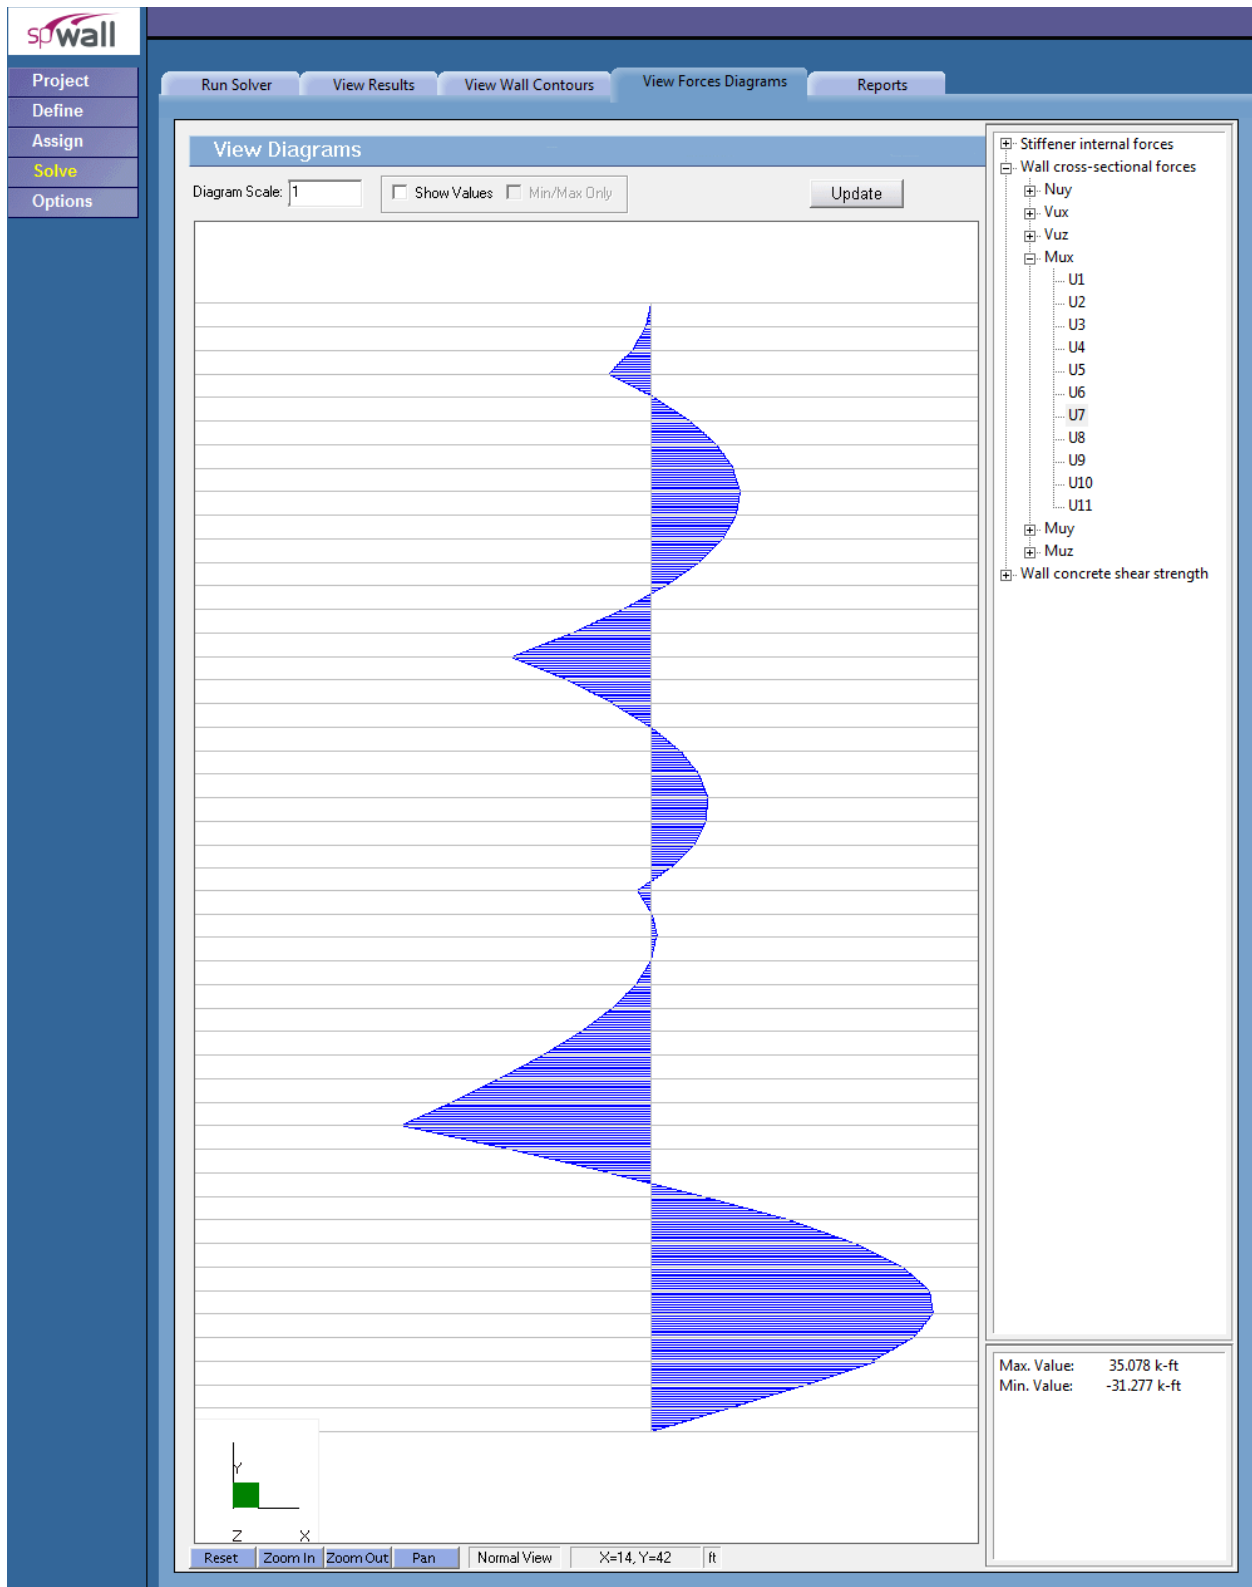 spwall
Project
Define
Assign
Solve
Options
Run Solver
View Results
View Wall Contours
View Forces Diagrams
Reports
View Diagrams
Diagram Scale: 1
Show Values
Min/Max Only
Update
Stiffener internal forces
Wall cross-sectional forces
Nuy
Vux
Vuz
Mux
U1
U2
U3
U4
U5
U6
U7
U8
U9
U10
U11
Muy
Muz
Wall concrete shear strength
Max. Value: 35.078 k-ft
Min. Value: -31.277 k-ft
Y
Z X
Reset Zoom In Zoom Out Pan Normal View X=14, Y=42 ft